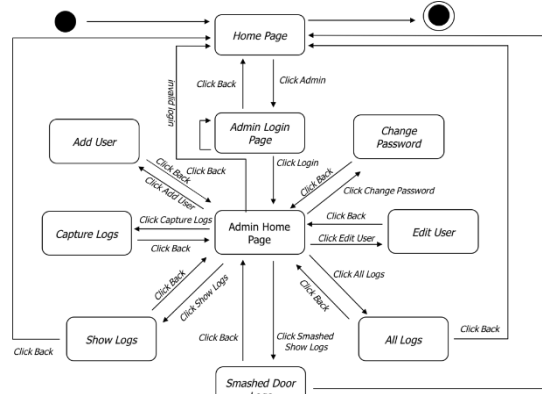 Home Page
invalid login
Click Back
Click Admin
Add User
Admin Login
Page
Change
Password
Click Back
Click Back
Click Add User
Click Login
Click Back
Click Change Password
Capture Logs
Click Capture Logs
Click Back
Admin Home
Page
Click Back
Click Edit User
Edit User
Click Back
Click Show Logs
Click All Logs
Click Back
Click Back
Show Logs
Click Back
Click Smashed
Show Logs
All Logs
Click Back
Smashed Door